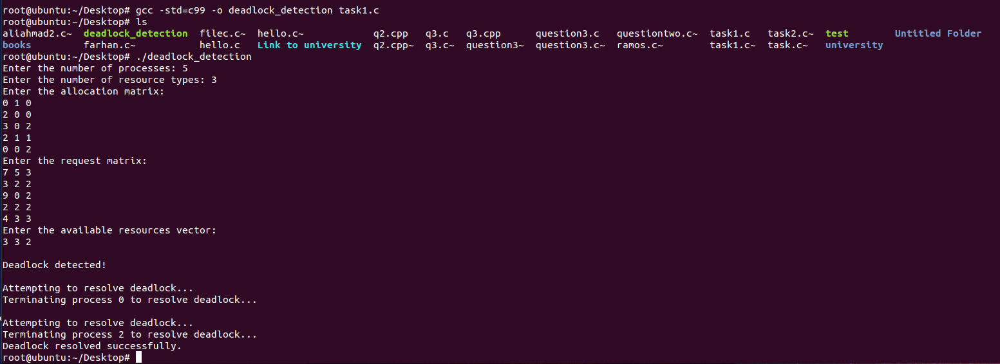 root@ubuntu:~/Desktop# gcc -std=c99 -o deadlock_detection task1.c
root@ubuntu:~/Desktop# ls
aliahmad2.c~  deadlock_detection  filec.c~  hello.c~            q2.cpp   q3.c   q3.cpp      question3.c   questiontwo.c~  task1.c   task2.c~  test        Untitled Folder
books         farhan.c~           hello.c   Link to university  q2.cpp~  q3.c~  question3~  question3.c~  ramos.c~        task1.c~  task.c~   university
root@ubuntu:~/Desktop# ./deadlock_detection
Enter the number of processes: 5
Enter the number of resource types: 3
Enter the allocation matrix:
0 1 0
2 0 0
3 0 2
2 1 1
0 0 2
Enter the request matrix:
7 5 3
3 2 2
9 0 2
2 2 2
4 3 3
Enter the available resources vector:
3 3 2
Deadlock detected!
Attempting to resolve deadlock...
Terminating process 0 to resolve deadlock...
Attempting to resolve deadlock...
Terminating process 2 to resolve deadlock...
Deadlock resolved successfully.
root@ubuntu:~/Desktop#